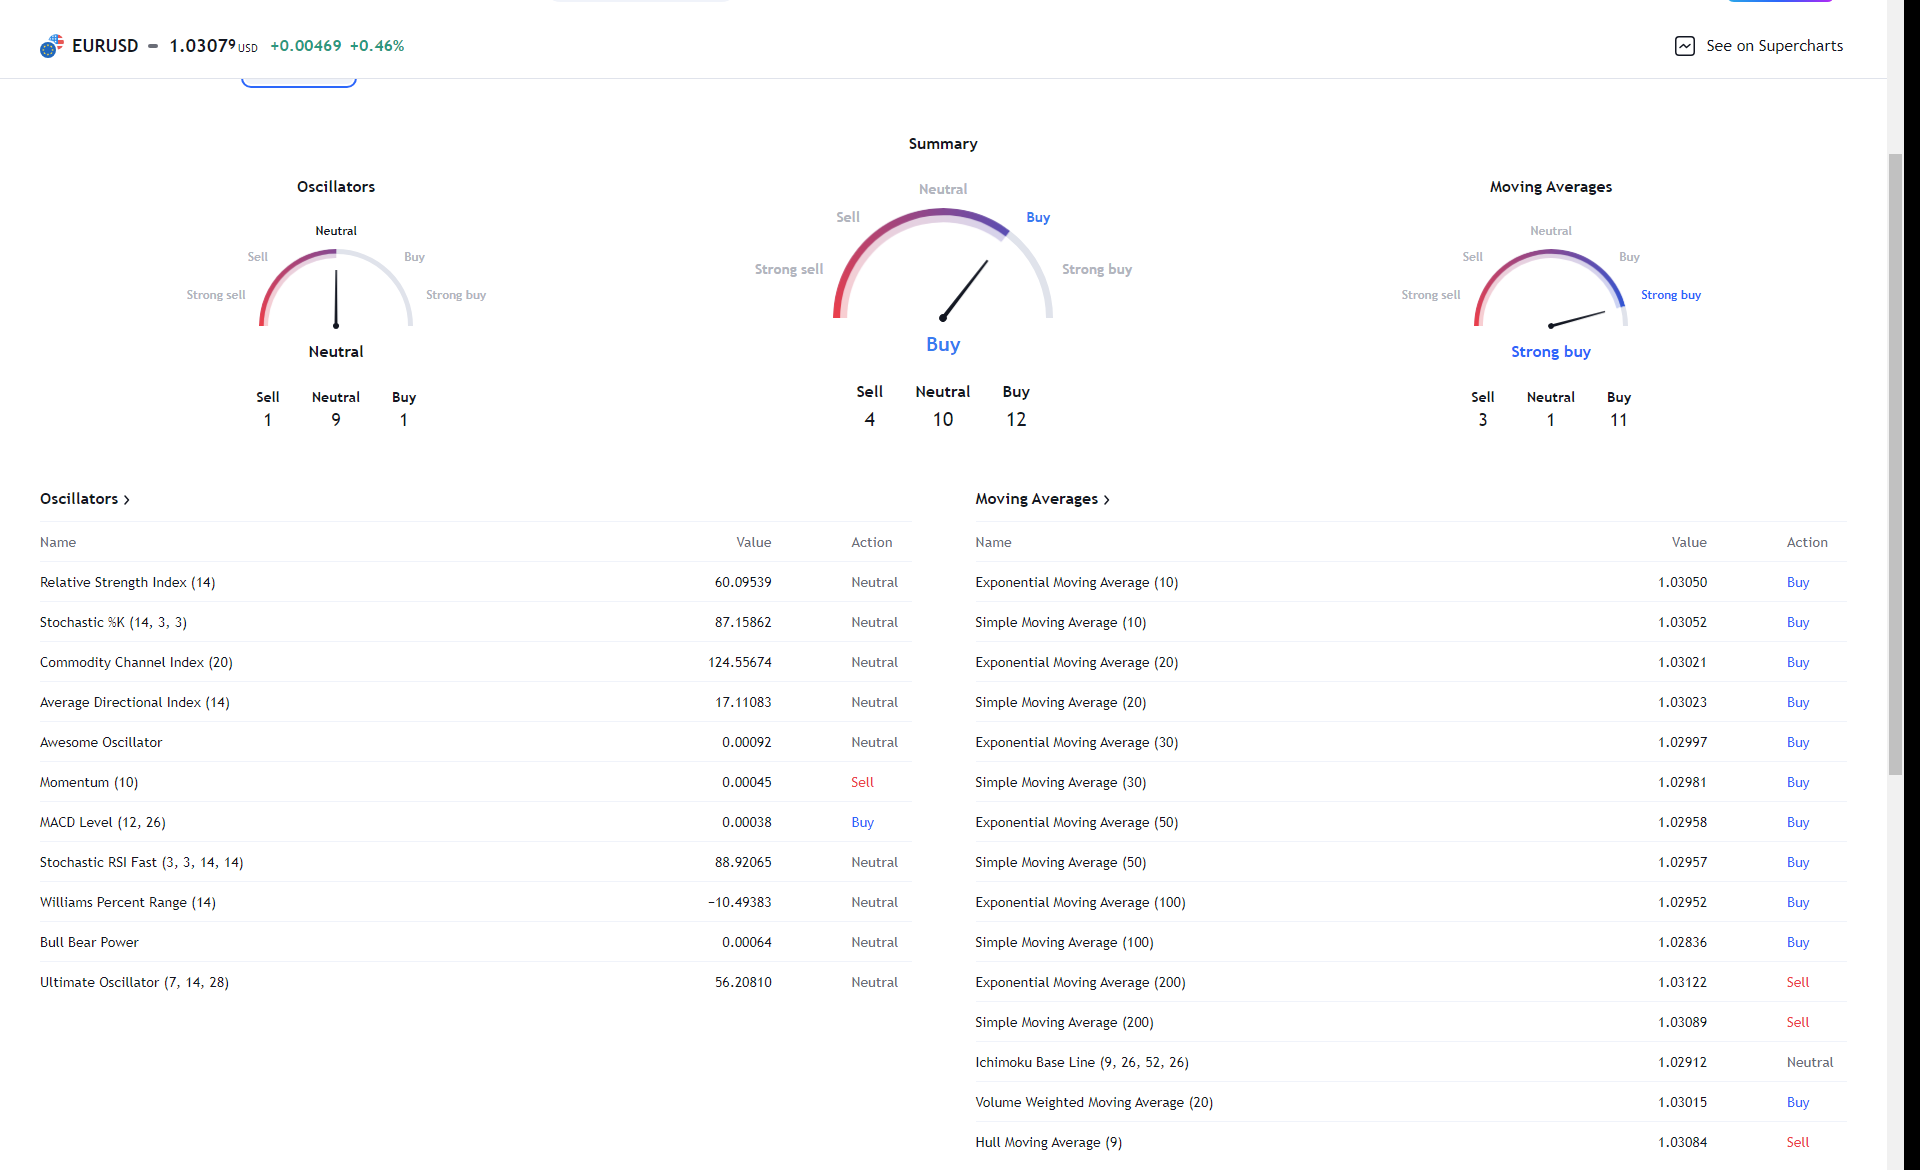 EURUSD 1.03079 USD +0.00469 +0.46%
See on Supercharts
Summary
Oscillators
Moving Averages
Neutral
Sell
Buy
Strong sell
Strong buy
Neutral
Sell 1
Neutral 9
Buy 1
Neutral
Sell
Buy
Strong sell
Strong buy
Buy
Sell 4
Neutral 10
Buy 12
Neutral
Sell
Buy
Strong sell
Strong buy
Strong buy
Sell 3
Neutral 1
Buy 11
Oscillators
Name Value Action
Relative Strength Index (14) 60.09539 Neutral
Stochastic %K (14, 3, 3) 87.15862 Neutral
Commodity Channel Index (20) 124.55674 Neutral
Average Directional Index (14) 17.11083 Neutral
Awesome Oscillator 0.00092 Neutral
Momentum (10) 0.00045 Sell
MACD Level (12, 26) 0.00038 Buy
Stochastic RSI Fast (3, 3, 14, 14) 88.92065 Neutral
Williams Percent Range (14) −10.49383 Neutral
Bull Bear Power 0.00064 Neutral
Ultimate Oscillator (7, 14, 28) 56.20810 Neutral
Moving Averages
Name Value Action
Exponential Moving Average (10) 1.03050 Buy
Simple Moving Average (10) 1.03052 Buy
Exponential Moving Average (20) 1.03021 Buy
Simple Moving Average (20) 1.03023 Buy
Exponential Moving Average (30) 1.02997 Buy
Simple Moving Average (30) 1.02981 Buy
Exponential Moving Average (50) 1.02958 Buy
Simple Moving Average (50) 1.02957 Buy
Exponential Moving Average (100) 1.02952 Buy
Simple Moving Average (100) 1.02836 Buy
Exponential Moving Average (200) 1.03122 Sell
Simple Moving Average (200) 1.03089 Sell
Ichimoku Base Line (9, 26, 52, 26) 1.02912 Neutral
Volume Weighted Moving Average (20) 1.03015 Buy
Hull Moving Average (9) 1.03084 Sell